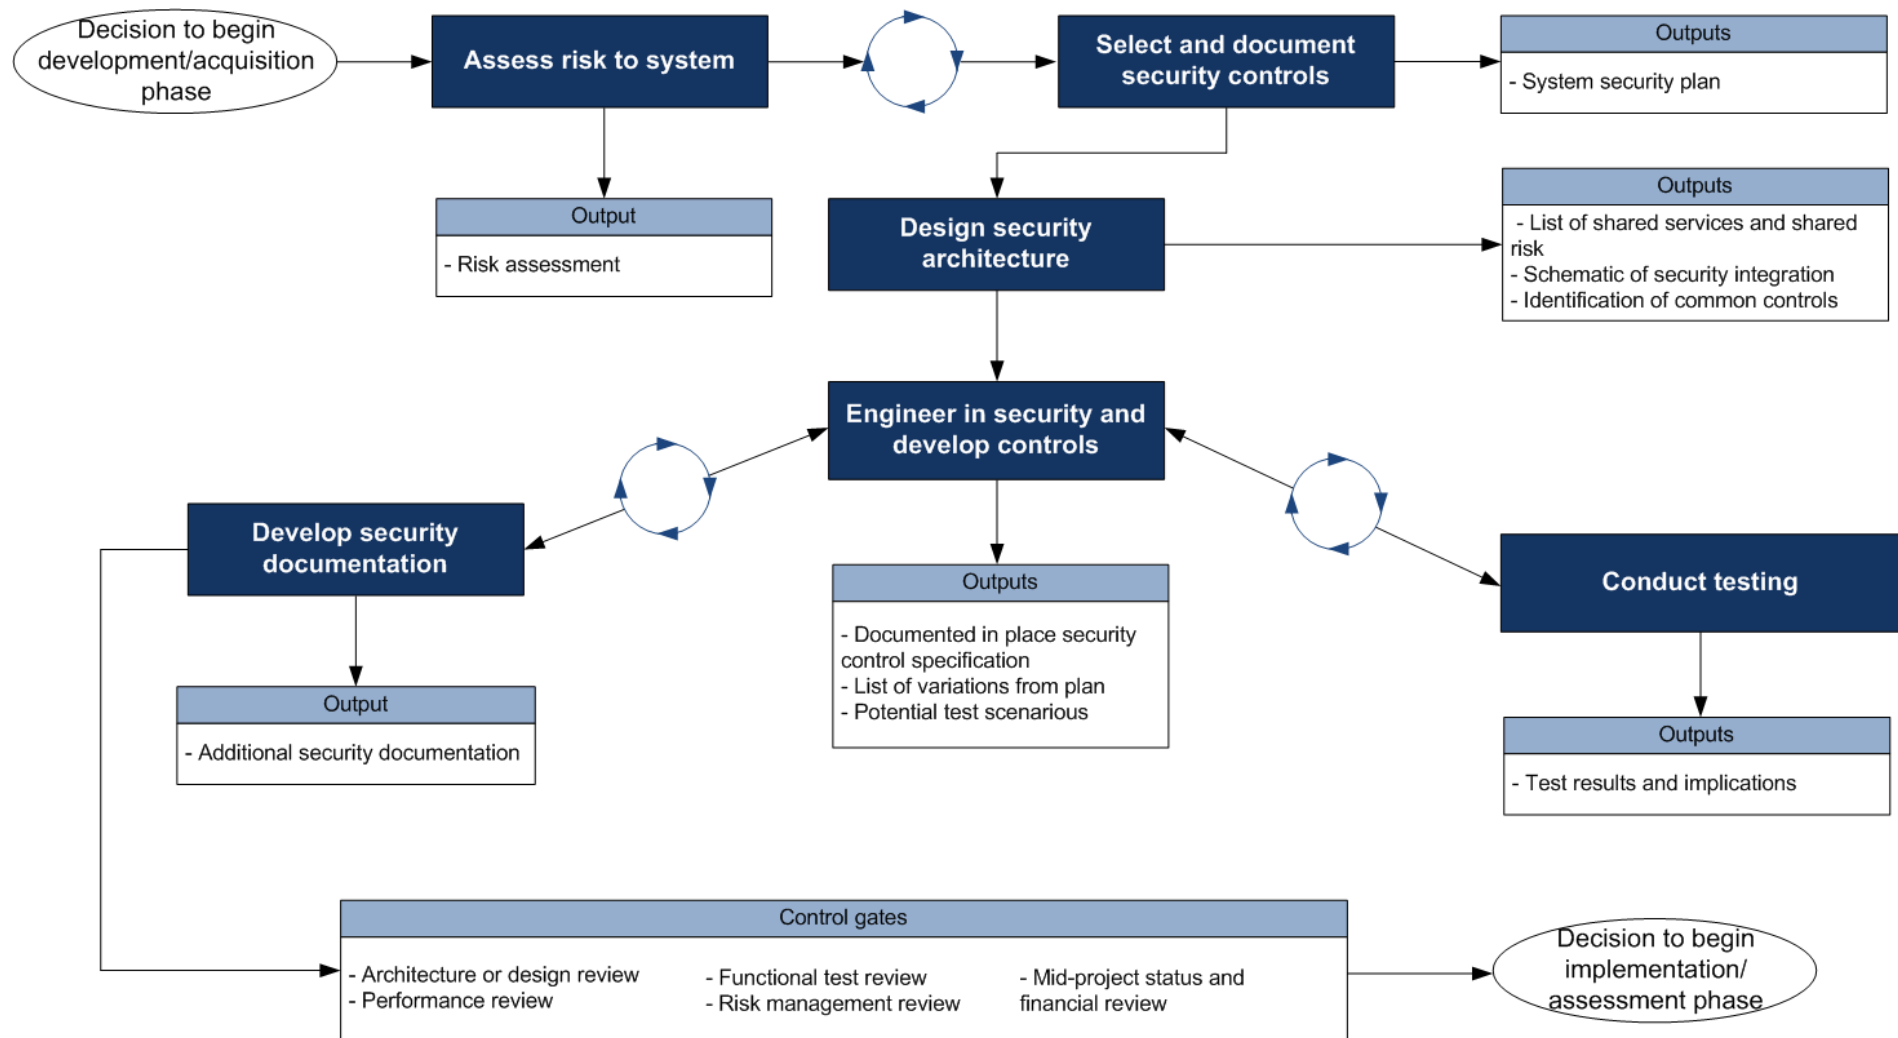 Decision to begin
development/acquisition
phase
Assess risk to system
Select and document
security controls
Outputs
- System security plan
Output
- Risk assessment
Design security
architecture
Outputs
- List of shared services and shared
risk
- Schematic of security integration
- Identification of common controls
Engineer in security and
develop controls
Develop security
documentation
Conduct testing
Outputs
- Documented in place security
control specification
- List of variations from plan
- Potential test scenarious
Output
- Additional security documentation
Outputs
- Test results and implications
Control gates
- Architecture or design review
- Performance review
- Functional test review
- Risk management review
- Mid-project status and
financial review
Decision to begin
implementation/
assessment phase